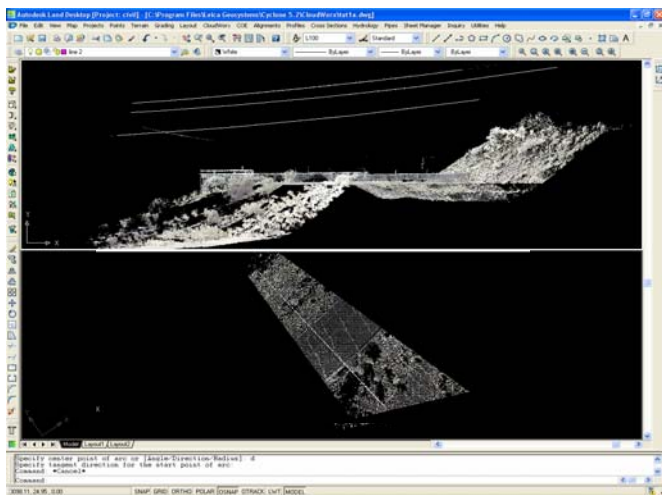 Autodesk Land Desktop [Project: civil] - [C:\Program Files\Leica Geosystems\Cyclone 5.2\CloudWorx\tut1a.dwg]
File Edit View Map Projects Points Terrain Grading Layout CloudWorx COE Alignments Profiles Cross Sections Hydrology Pipes Sheet Manager Inquiry Utilities Help
L100 Standard
line 2 White ByLayer ByLayer ByLayer
Y
X
X
Model Layout1 Layout2
Specify center point of arc or [Angle/Direction/Radius]: d
Specify tangent direction for the start point of arc:
Command: *Cancel*
Command:
SNAP GRID ORTHO POLAR OSNAP OTRACK LWT MODEL